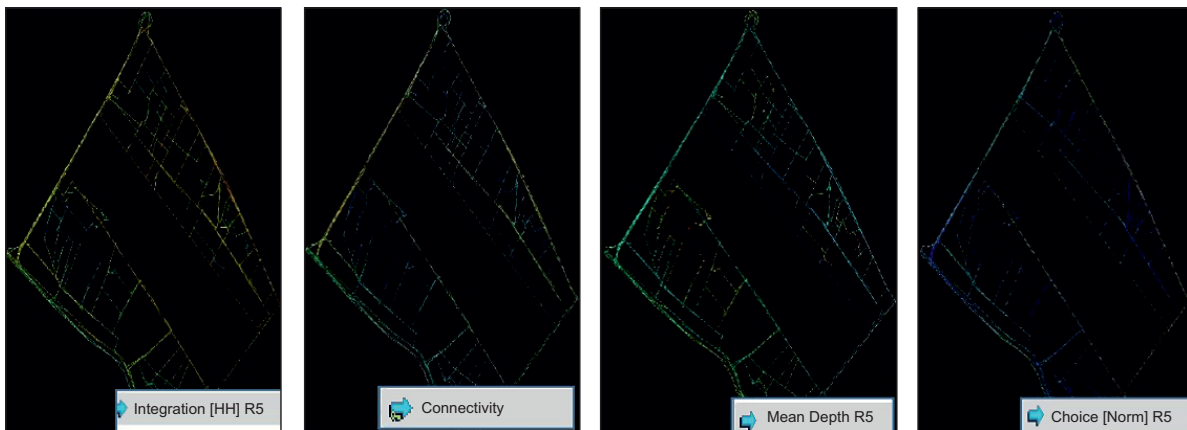 Integration [HH] R5
Connectivity
Mean Depth R5
Choice [Norm] R5